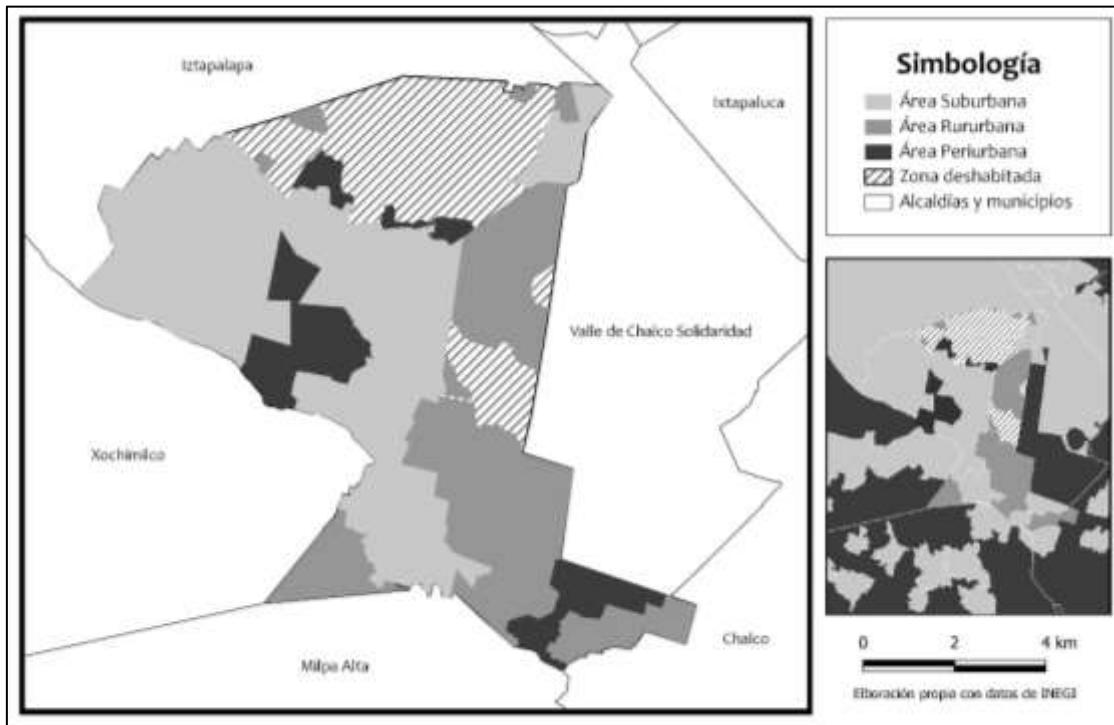 Iztapalapa
Ixtapaluca
Valle de Chalco Solidaridad
Xochimilco
Milpa Alta
Chalco
Simbología
Área Suburbana
Área Rururbana
Área Periurbana
Zona deshabitada
Alcaldías y municipios
0 2 4 km
Elboración propia con datos de INEGI